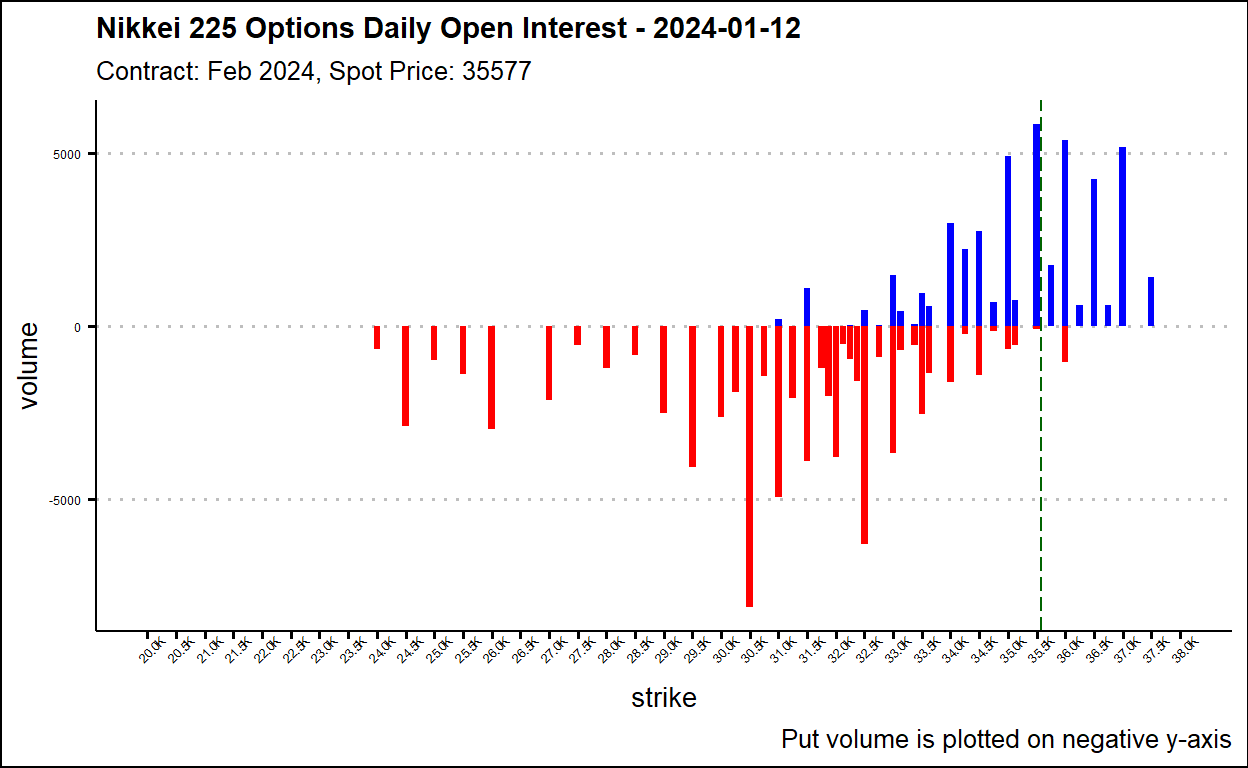 Nikkei 225 Options Daily Open Interest - 2024-01-12
Contract: Feb 2024, Spot Price: 35577
volume
5000
0
-5000
20.0K 20.5K 21.0K 21.5K 22.0K 22.5K 23.0K 23.5K 24.0K 24.5K 25.0K 25.5K 26.0K 26.5K 27.0K 27.5K 28.0K 28.5K 29.0K 29.5K 30.0K 30.5K 31.0K 31.5K 32.0K 32.5K 33.0K 33.5K 34.0K 34.5K 35.0K 35.5K 36.0K 36.5K 37.0K 37.5K 38.0K
strike
Put volume is plotted on negative y-axis